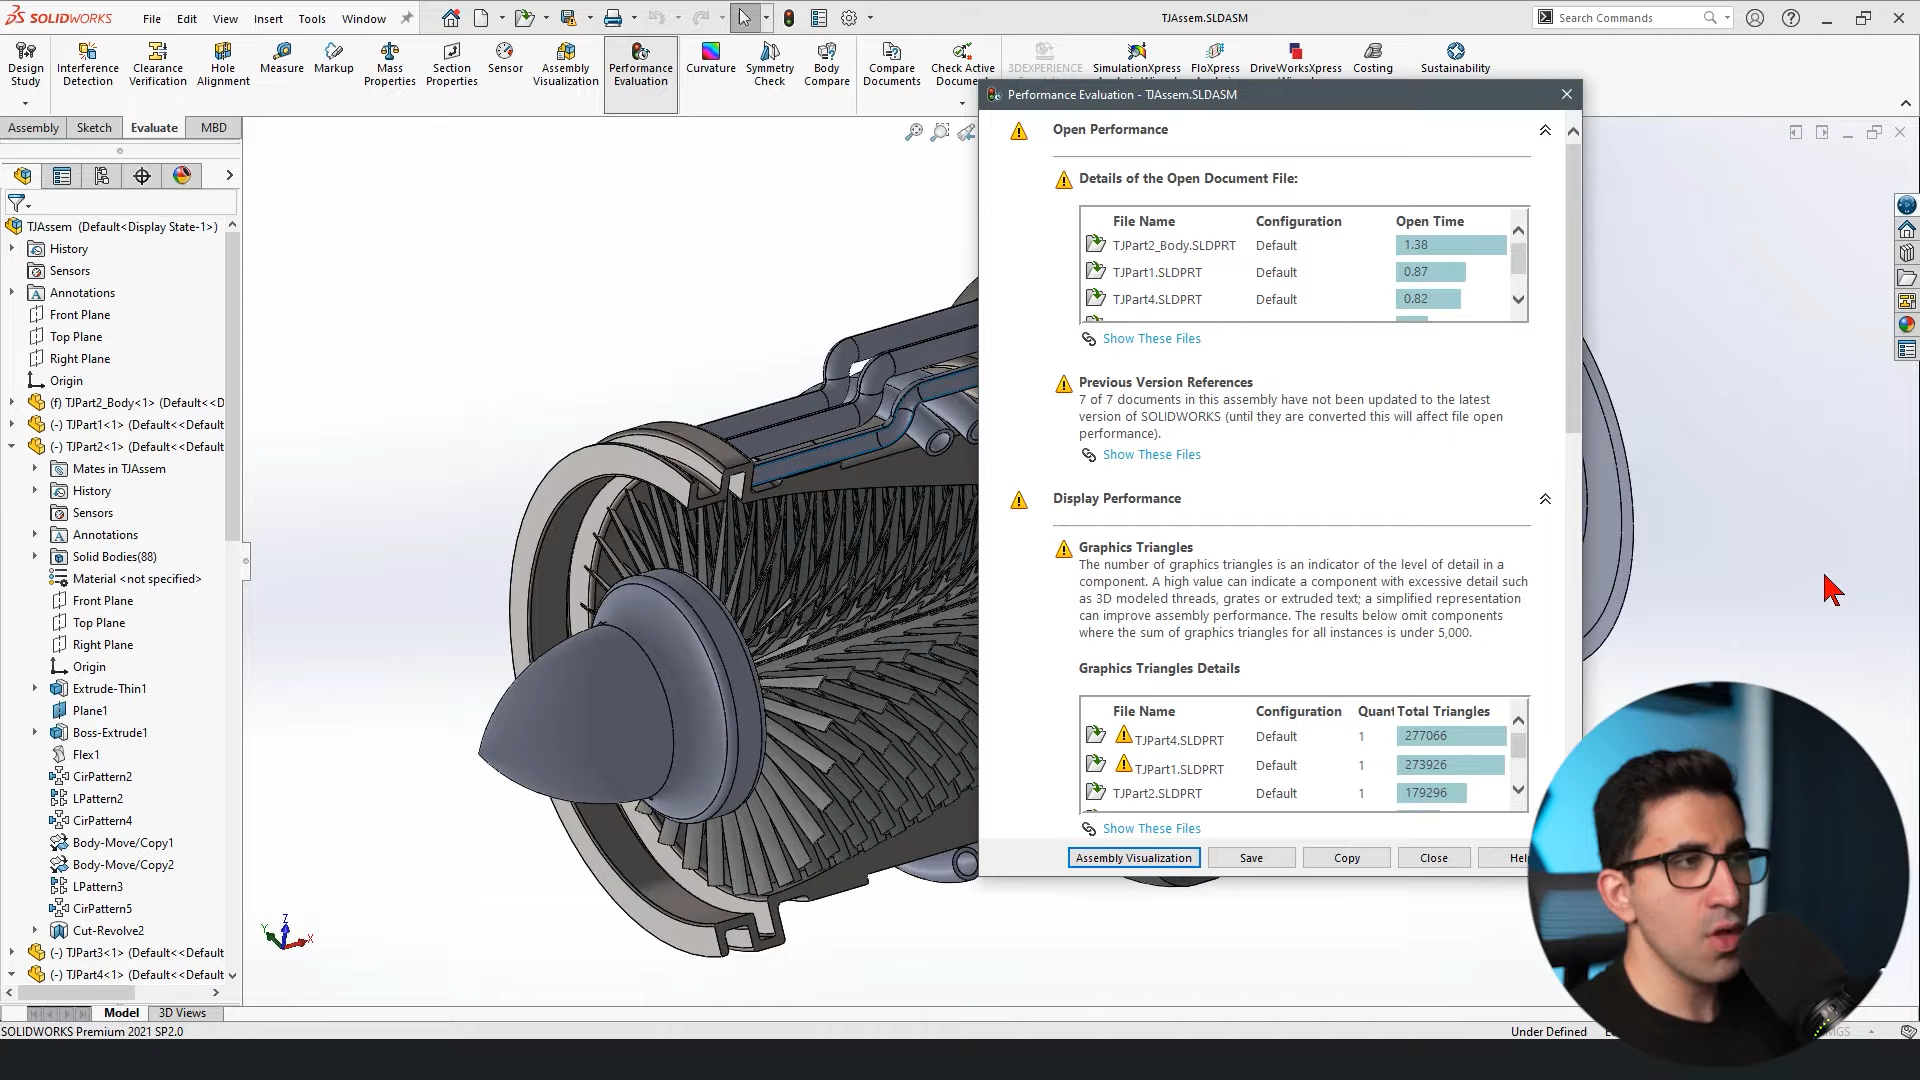 SOLIDWORKS File Edit View Insert Tools Window TJAssem.SLDASM Search Commands
Design Study
Interference Detection
Clearance Verification
Hole Alignment
Measure
Markup
Mass Properties
Section Properties
Sensor
Assembly Visualization
Performance Evaluation
Curvature
Symmetry Check
Body Compare
Compare Documents
Check Active
3DEXPERIENCE
SimulationXpress
FloXpress
DriveWorksXpress
Costing
Sustainability
Assembly Sketch Evaluate MBD
TJAssem (Default<Display State-1>)
History
Sensors
Annotations
Front Plane
Top Plane
Right Plane
Origin
(f) TJPart2_Body<1> (Default<<D
(-) TJPart1<1> (Default<<Default
(-) TJPart2<1> (Default<<Default
Mates in TJAssem
History
Sensors
Annotations
Solid Bodies(88)
Material <not specified>
Front Plane
Top Plane
Right Plane
Origin
Extrude-Thin1
Plane1
Boss-Extrude1
Flex1
CirPattern2
LPattern2
CirPattern4
Body-Move/Copy1
Body-Move/Copy2
LPattern3
CirPattern5
Cut-Revolve2
(-) TJPart3<1> (Default<<Default
(-) TJPart4<1> (Default<<Default
Z
Y
X
Performance Evaluation - TJAssem.SLDASM
Open Performance
Details of the Open Document File:
File Name Configuration Open Time
TJPart2_Body.SLDPRT Default 1.38
TJPart1.SLDPRT Default 0.87
TJPart4.SLDPRT Default 0.82
Show These Files
Previous Version References
7 of 7 documents in this assembly have not been updated to the latest
version of SOLIDWORKS (until they are converted this will affect file open
performance).
Show These Files
Display Performance
Graphics Triangles
The number of graphics triangles is an indicator of the level of detail in a
component. A high value can indicate a component with excessive detail such
as 3D modeled threads, grates or extruded text; a simplified representation
can improve assembly performance. The results below omit components
where the sum of graphics triangles for all instances is under 5,000.
Graphics Triangles Details
File Name Configuration Quant Total Triangles
TJPart4.SLDPRT Default 1 277066
TJPart1.SLDPRT Default 1 273926
TJPart2.SLDPRT Default 1 179296
Show These Files
Assembly Visualization Save Copy Close Help
Model 3D Views
SOLIDWORKS Premium 2021 SP2.0 Under Defined